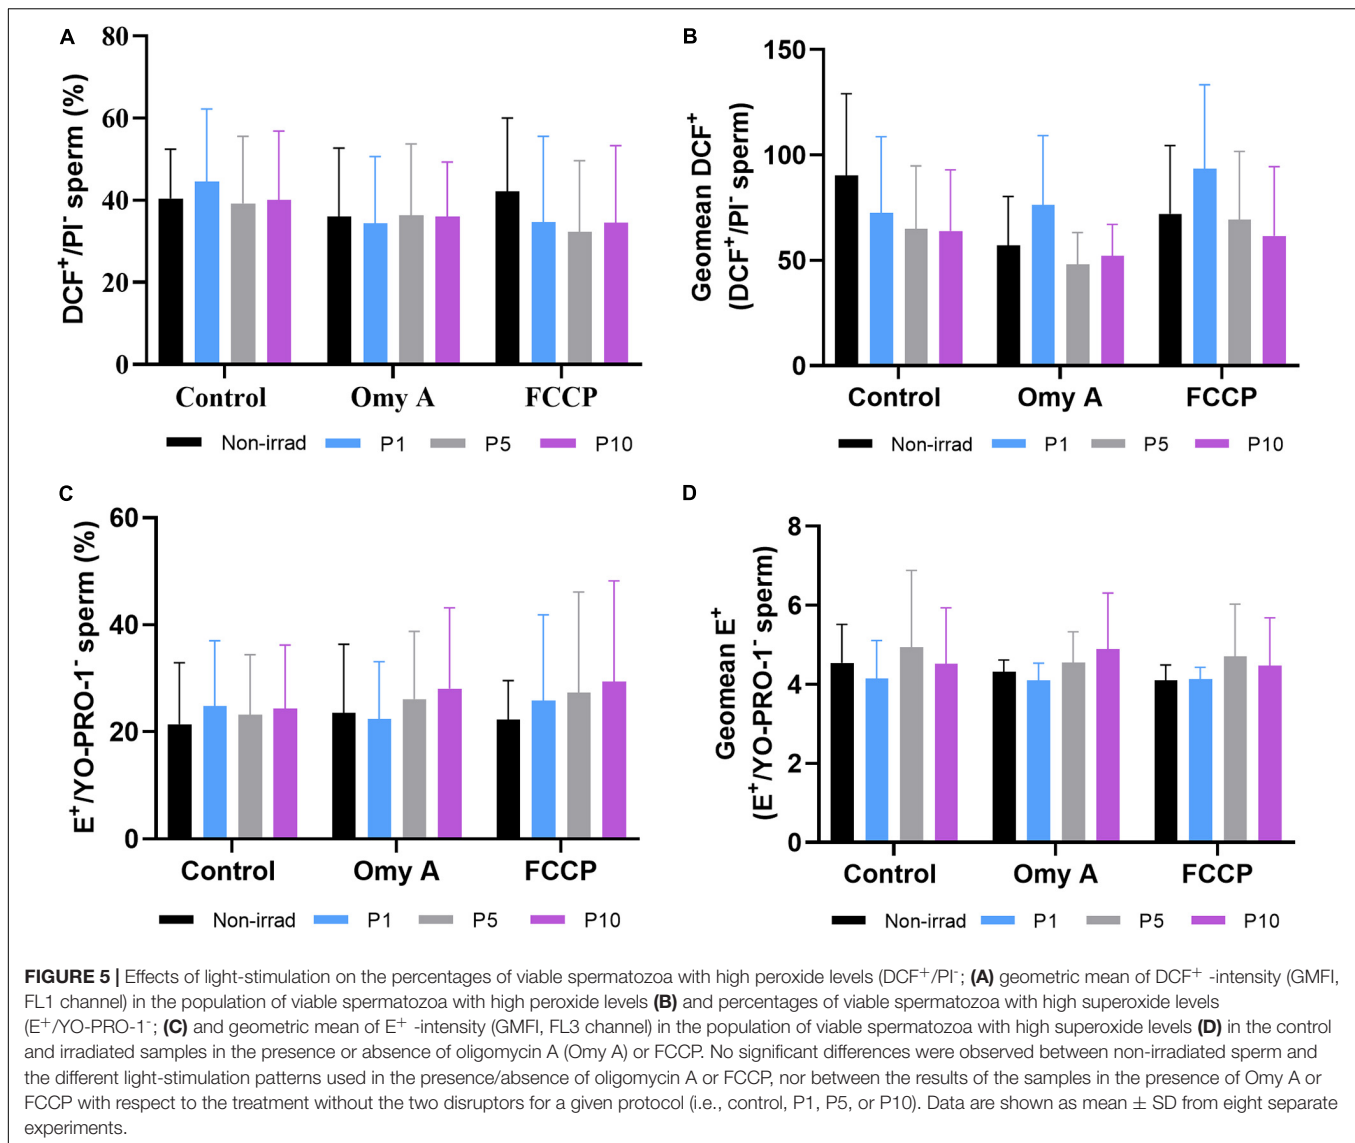 A
DCF⁺/PI⁻ sperm (%)
80
60
40
20
0
Control Omy A FCCP
Non-irrad P1 P5 P10
B
Geomean DCF⁺
(DCF⁺/PI⁻ sperm)
150
100
50
0
Control Omy A FCCP
Non-irrad P1 P5 P10
C
E⁺/YO-PRO-1⁻ sperm (%)
60
40
20
0
Control Omy A FCCP
Non-irrad P1 P5 P10
D
Geomean E⁺
(E⁺/YO-PRO-1⁻ sperm)
8
6
4
2
0
Control Omy A FCCP
Non-irrad P1 P5 P10
FIGURE 5 | Effects of light-stimulation on the percentages of viable spermatozoa with high peroxide levels (DCF⁺/PI⁻; (A) geometric mean of DCF⁺ -intensity (GMFI,
FL1 channel) in the population of viable spermatozoa with high peroxide levels (B) and percentages of viable spermatozoa with high superoxide levels
(E⁺/YO-PRO-1⁻; (C) and geometric mean of E⁺ -intensity (GMFI, FL3 channel) in the population of viable spermatozoa with high superoxide levels (D) in the control
and irradiated samples in the presence or absence of oligomycin A (Omy A) or FCCP. No significant differences were observed between non-irradiated sperm and
the different light-stimulation patterns used in the presence/absence of oligomycin A or FCCP, nor between the results of the samples in the presence of Omy A or
FCCP with respect to the treatment without the two disruptors for a given protocol (i.e., control, P1, P5, or P10). Data are shown as mean ± SD from eight separate
experiments.